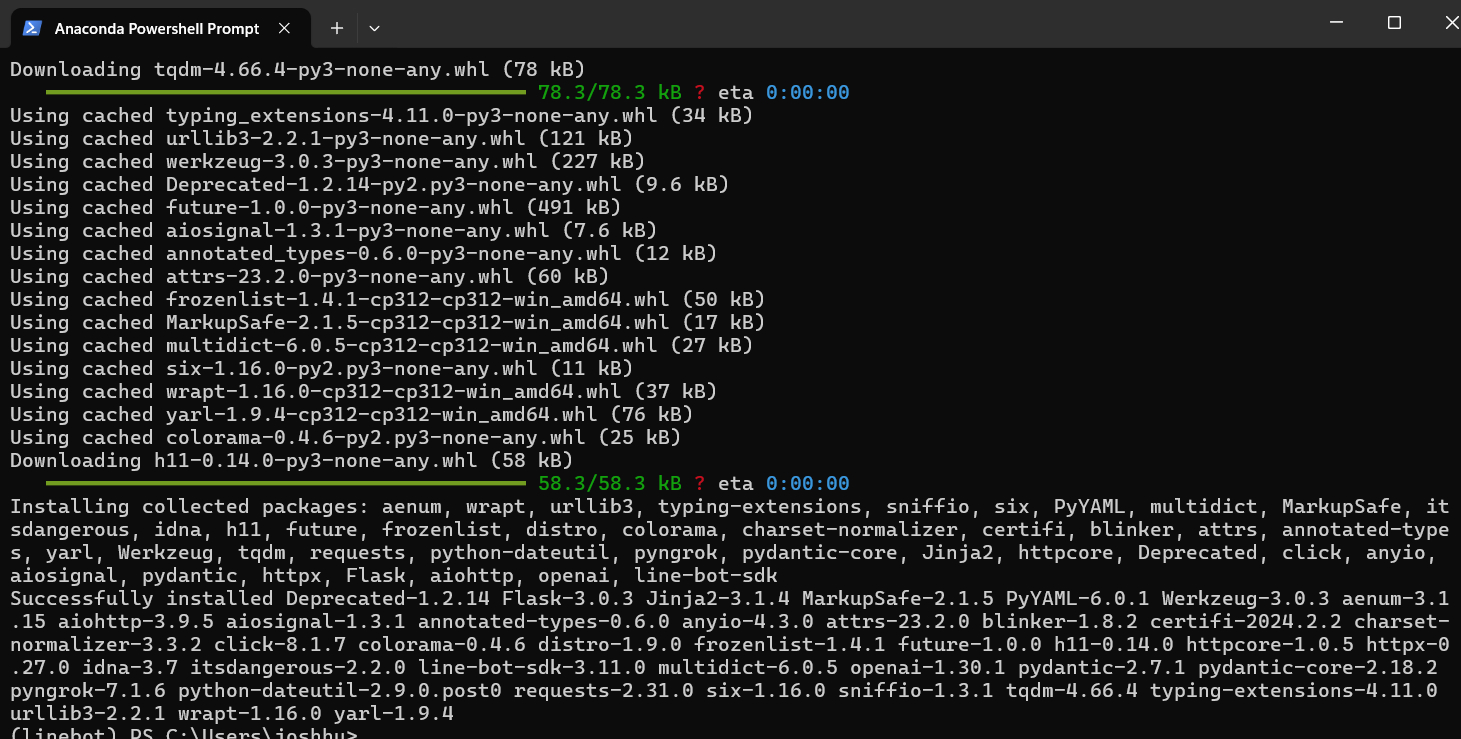 Anaconda Powershell Prompt
Downloading tqdm-4.66.4-py3-none-any.whl (78 kB)
78.3/78.3 kB ? eta 0:00:00
Using cached typing_extensions-4.11.0-py3-none-any.whl (34 kB)
Using cached urllib3-2.2.1-py3-none-any.whl (121 kB)
Using cached werkzeug-3.0.3-py3-none-any.whl (227 kB)
Using cached Deprecated-1.2.14-py2.py3-none-any.whl (9.6 kB)
Using cached future-1.0.0-py3-none-any.whl (491 kB)
Using cached aiosignal-1.3.1-py3-none-any.whl (7.6 kB)
Using cached annotated_types-0.6.0-py3-none-any.whl (12 kB)
Using cached attrs-23.2.0-py3-none-any.whl (60 kB)
Using cached frozenlist-1.4.1-cp312-cp312-win_amd64.whl (50 kB)
Using cached MarkupSafe-2.1.5-cp312-cp312-win_amd64.whl (17 kB)
Using cached multidict-6.0.5-cp312-cp312-win_amd64.whl (27 kB)
Using cached six-1.16.0-py2.py3-none-any.whl (11 kB)
Using cached wrapt-1.16.0-cp312-cp312-win_amd64.whl (37 kB)
Using cached yarl-1.9.4-cp312-cp312-win_amd64.whl (76 kB)
Using cached colorama-0.4.6-py2.py3-none-any.whl (25 kB)
Downloading h11-0.14.0-py3-none-any.whl (58 kB)
58.3/58.3 kB ? eta 0:00:00
Installing collected packages: aenum, wrapt, urllib3, typing-extensions, sniffio, six, PyYAML, multidict, MarkupSafe, it
sdangerous, idna, h11, future, frozenlist, distro, colorama, charset-normalizer, certifi, blinker, attrs, annotated-type
s, yarl, Werkzeug, tqdm, requests, python-dateutil, pyngrok, pydantic-core, Jinja2, httpcore, Deprecated, click, anyio,
aiosignal, pydantic, httpx, Flask, aiohttp, openai, line-bot-sdk
Successfully installed Deprecated-1.2.14 Flask-3.0.3 Jinja2-3.1.4 MarkupSafe-2.1.5 PyYAML-6.0.1 Werkzeug-3.0.3 aenum-3.1
.15 aiohttp-3.9.5 aiosignal-1.3.1 annotated-types-0.6.0 anyio-4.3.0 attrs-23.2.0 blinker-1.8.2 certifi-2024.2.2 charset-
normalizer-3.3.2 click-8.1.7 colorama-0.4.6 distro-1.9.0 frozenlist-1.4.1 future-1.0.0 h11-0.14.0 httpcore-1.0.5 httpx-0
.27.0 idna-3.7 itsdangerous-2.2.0 line-bot-sdk-3.11.0 multidict-6.0.5 openai-1.30.1 pydantic-2.7.1 pydantic-core-2.18.2
pyngrok-7.1.6 python-dateutil-2.9.0.post0 requests-2.31.0 six-1.16.0 sniffio-1.3.1 tqdm-4.66.4 typing-extensions-4.11.0
urllib3-2.2.1 wrapt-1.16.0 yarl-1.9.4
(linebot) PS C:\Users\joshhu>